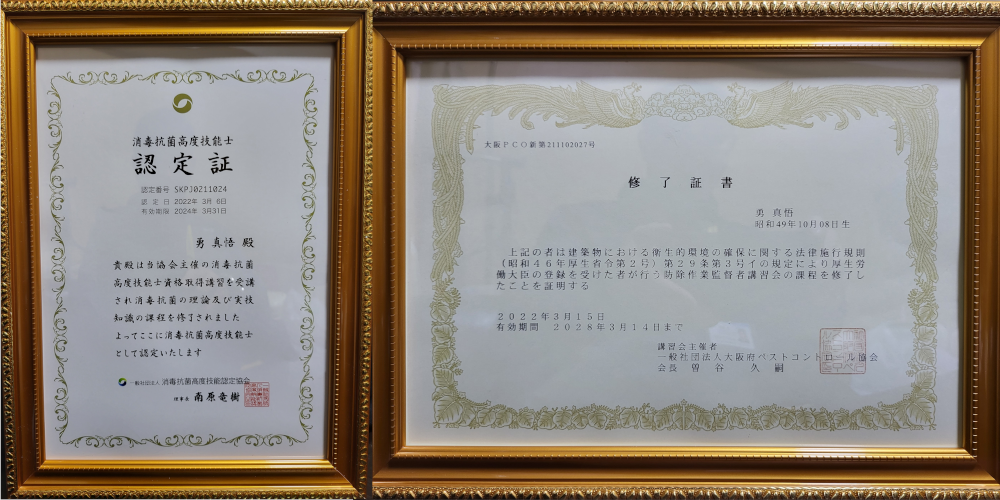 消毒抗菌高度技能士
認定証
認定番号 SKPJ0211024
認定日 2022年 3月 6日
有効期限 2024年 3月31日
勇 真悟 殿
貴殿は当協会主催の消毒抗菌
高度技能士資格取得講習を受講
され消毒抗菌の理論及び実技
知識の課程を修了されました
よってここに消毒抗菌高度技能士
として認定いたします
一般社団法人 消毒抗菌高度技能認定協会
理事長 南原竜樹
大阪PCO新第211102027号
修了証書
勇 真悟
昭和49年10月08日生
上記の者は建築物における衛生的環境の確保に関する法律施行規則
(昭和46年厚生省令第2号)第29条第3号イの規定により厚生労
働大臣の登録を受けた者が行う防除作業監督者講習会の課程を修了し
たことを証明する
2022年3月15日
有効期間 2028年3月14日まで
講習会主催者
一般社団法人大阪府ペストコントロール協会
会長 曽谷 久嗣